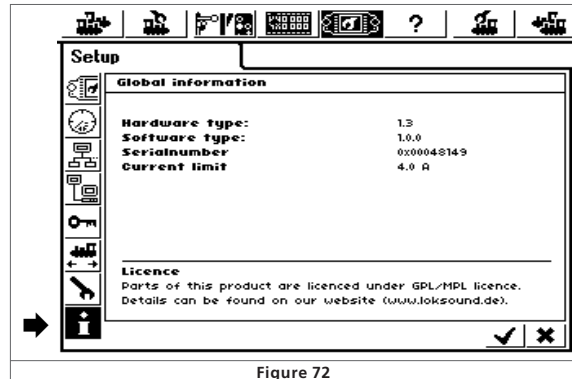 ?
Setup
Global information
Hardware type: 1.3
Software type: 1.0.0
Serialnumber 0x00048149
Current limit 4.0 A
Licence
Parts of this product are licenced under GPL/MPL licence.
Details can be found on our website (www.loksound.de).
i
Figure 72